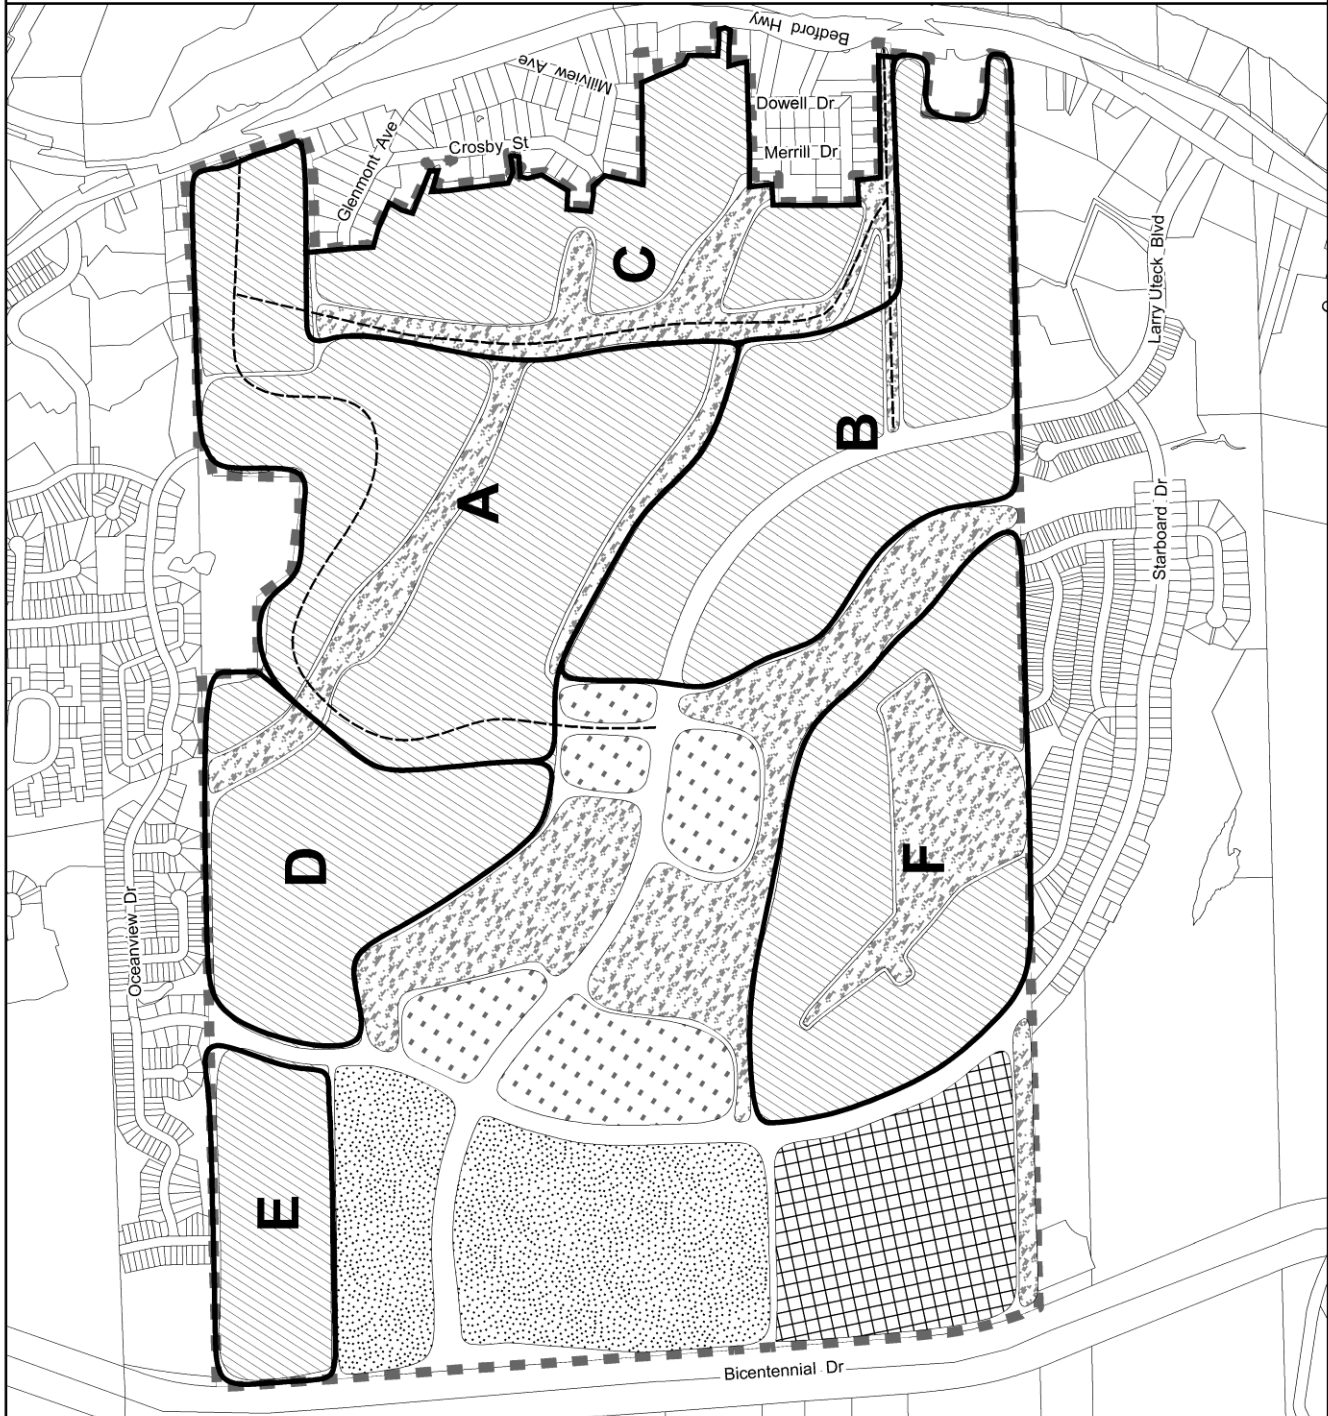 Bedford Hwy
Millview Ave
Dowell Dr
Glenmont Ave
Crosby St
Merrill Dr
C
Larry Uteck Blvd
B
A
Starboard Dr
D
F
Oceanview Dr
E
Bicentennial Dr